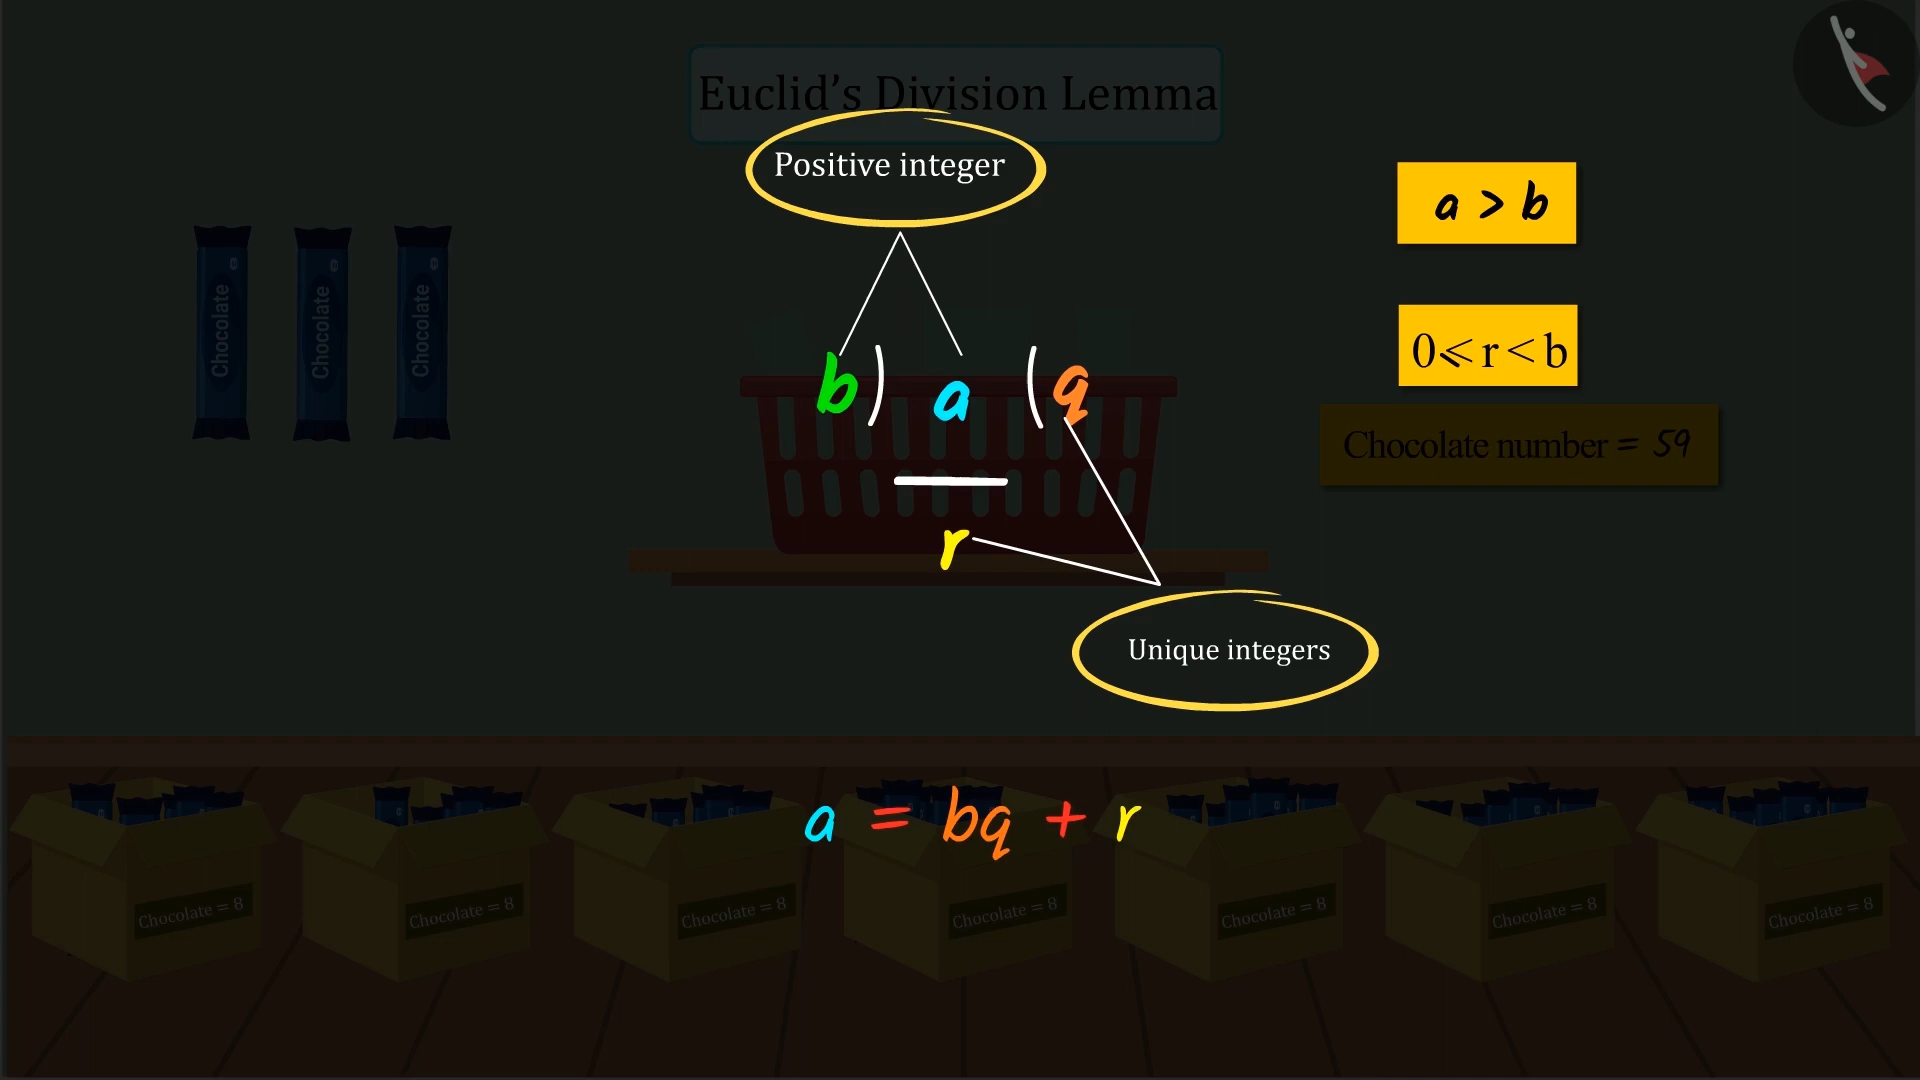 Euclid’s Division Lemma
Positive integer
a > b
0 ⩽ r < b
Chocolate
Chocolate
Chocolate
b ) a ( q
Chocolate number = 59
r
Unique integers
a = bq + r
Chocolate = 8
Chocolate = 8
Chocolate = 8
Chocolate = 8
Chocolate = 8
Chocolate = 8
Chocolate = 8